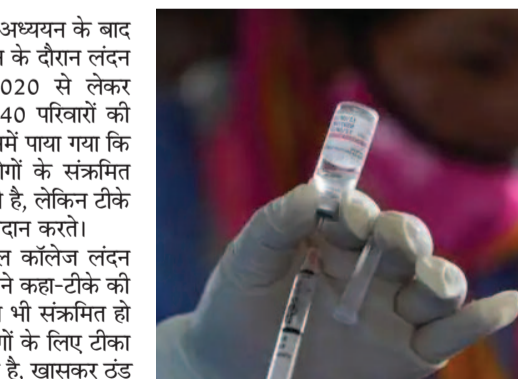 अध्ययन के बाद
के दौरान लंदन
020 से लेकर
40 परिवारों की
में पाया गया कि
गों के संक्रमित
है, लेकिन टीके
दान करते।
कॉलेज लंदन
ने कहा-टीके की
भी संक्रमित हो
गों के लिए टीका
है, खासकर ठंड